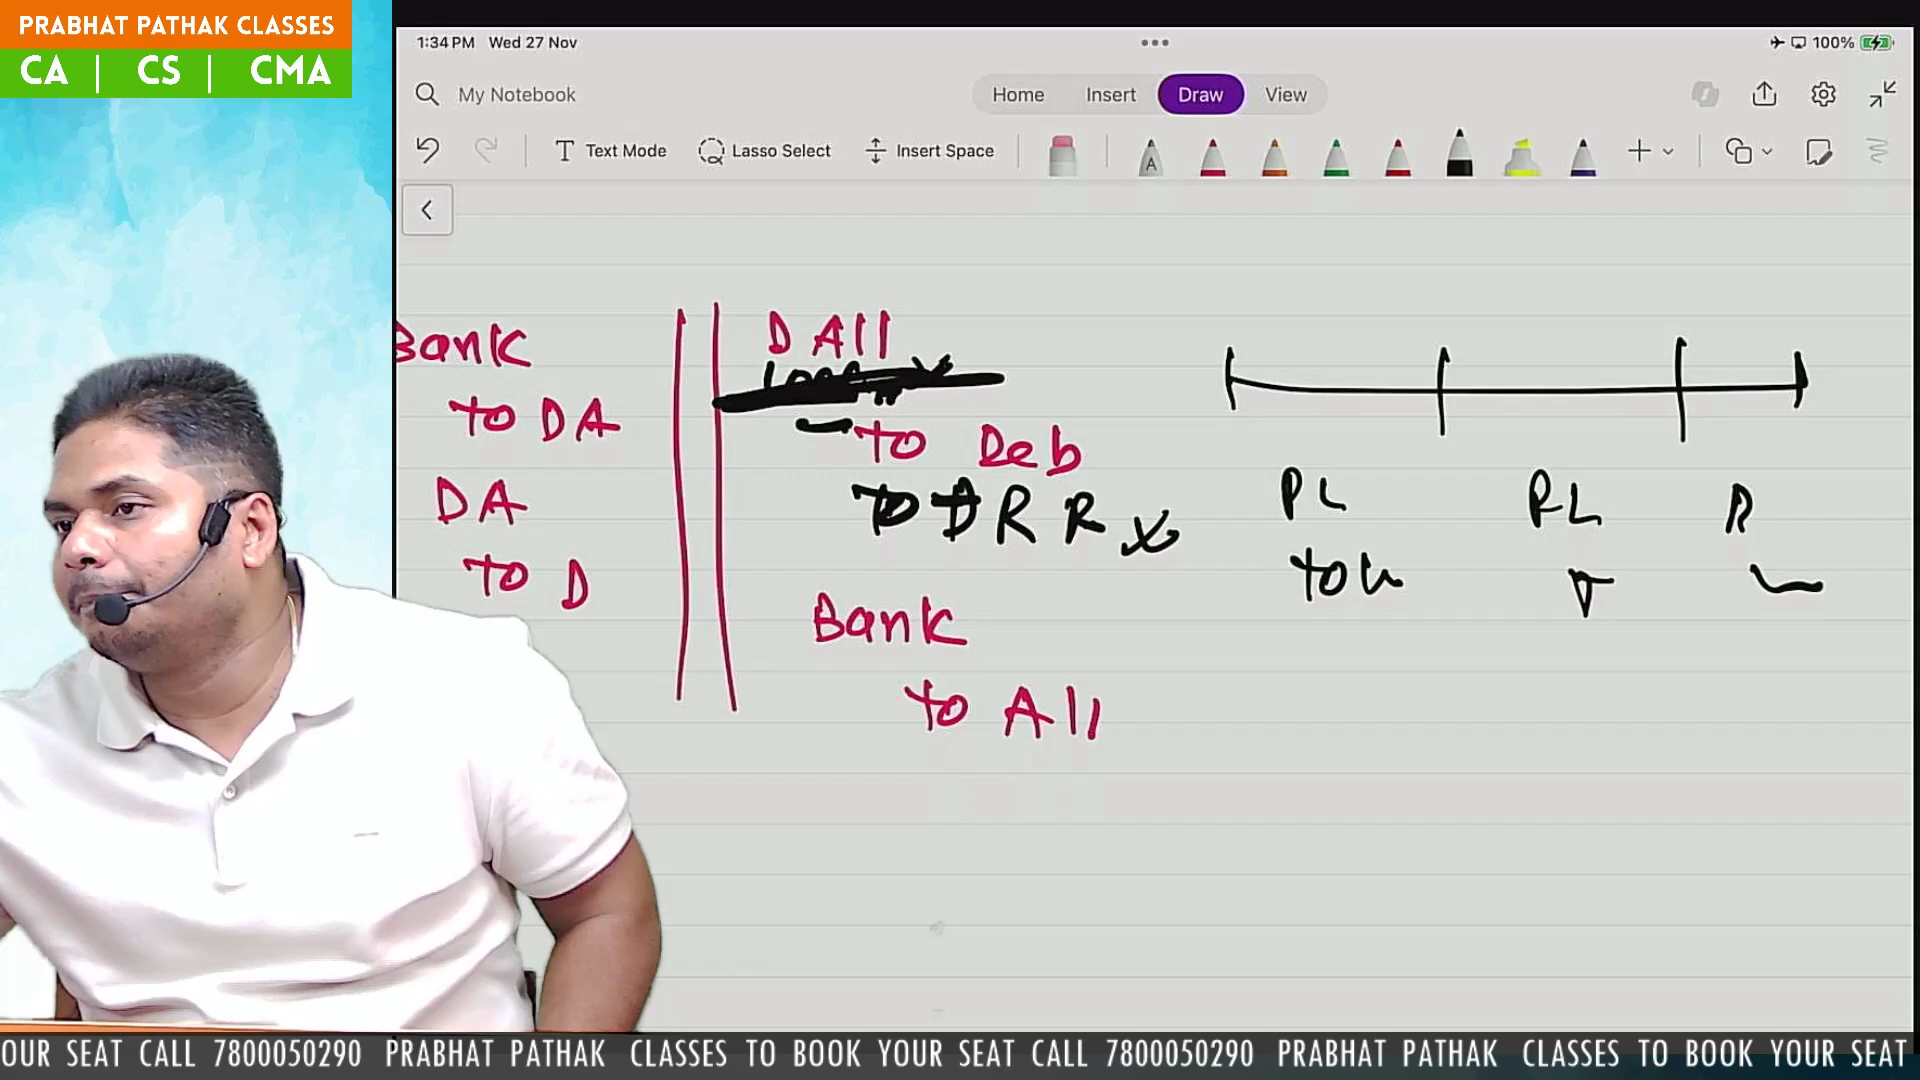 PRABHAT PATHAK CLASSES
CA | CS | CMA
1:34 PM Wed 27 Nov
100%
My Notebook
Home Insert Draw View
Text Mode Lasso Select Insert Space
A
Bank
to DA
DA
to D
D All
to Deb
to D R R
Bank
to All
PL
to
PL
OUR SEAT CALL 7800050290 PRABHAT PATHAK CLASSES TO BOOK YOUR SEAT CALL 7800050290 PRABHAT PATHAK CLASSES TO BOOK YOUR SEAT